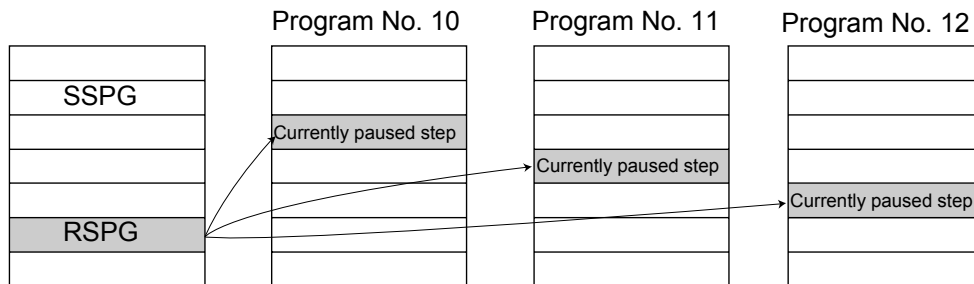 Program No. 10
Program No. 11
Program No. 12
SSPG
Currently paused step
Currently paused step
Currently paused step
RSPG